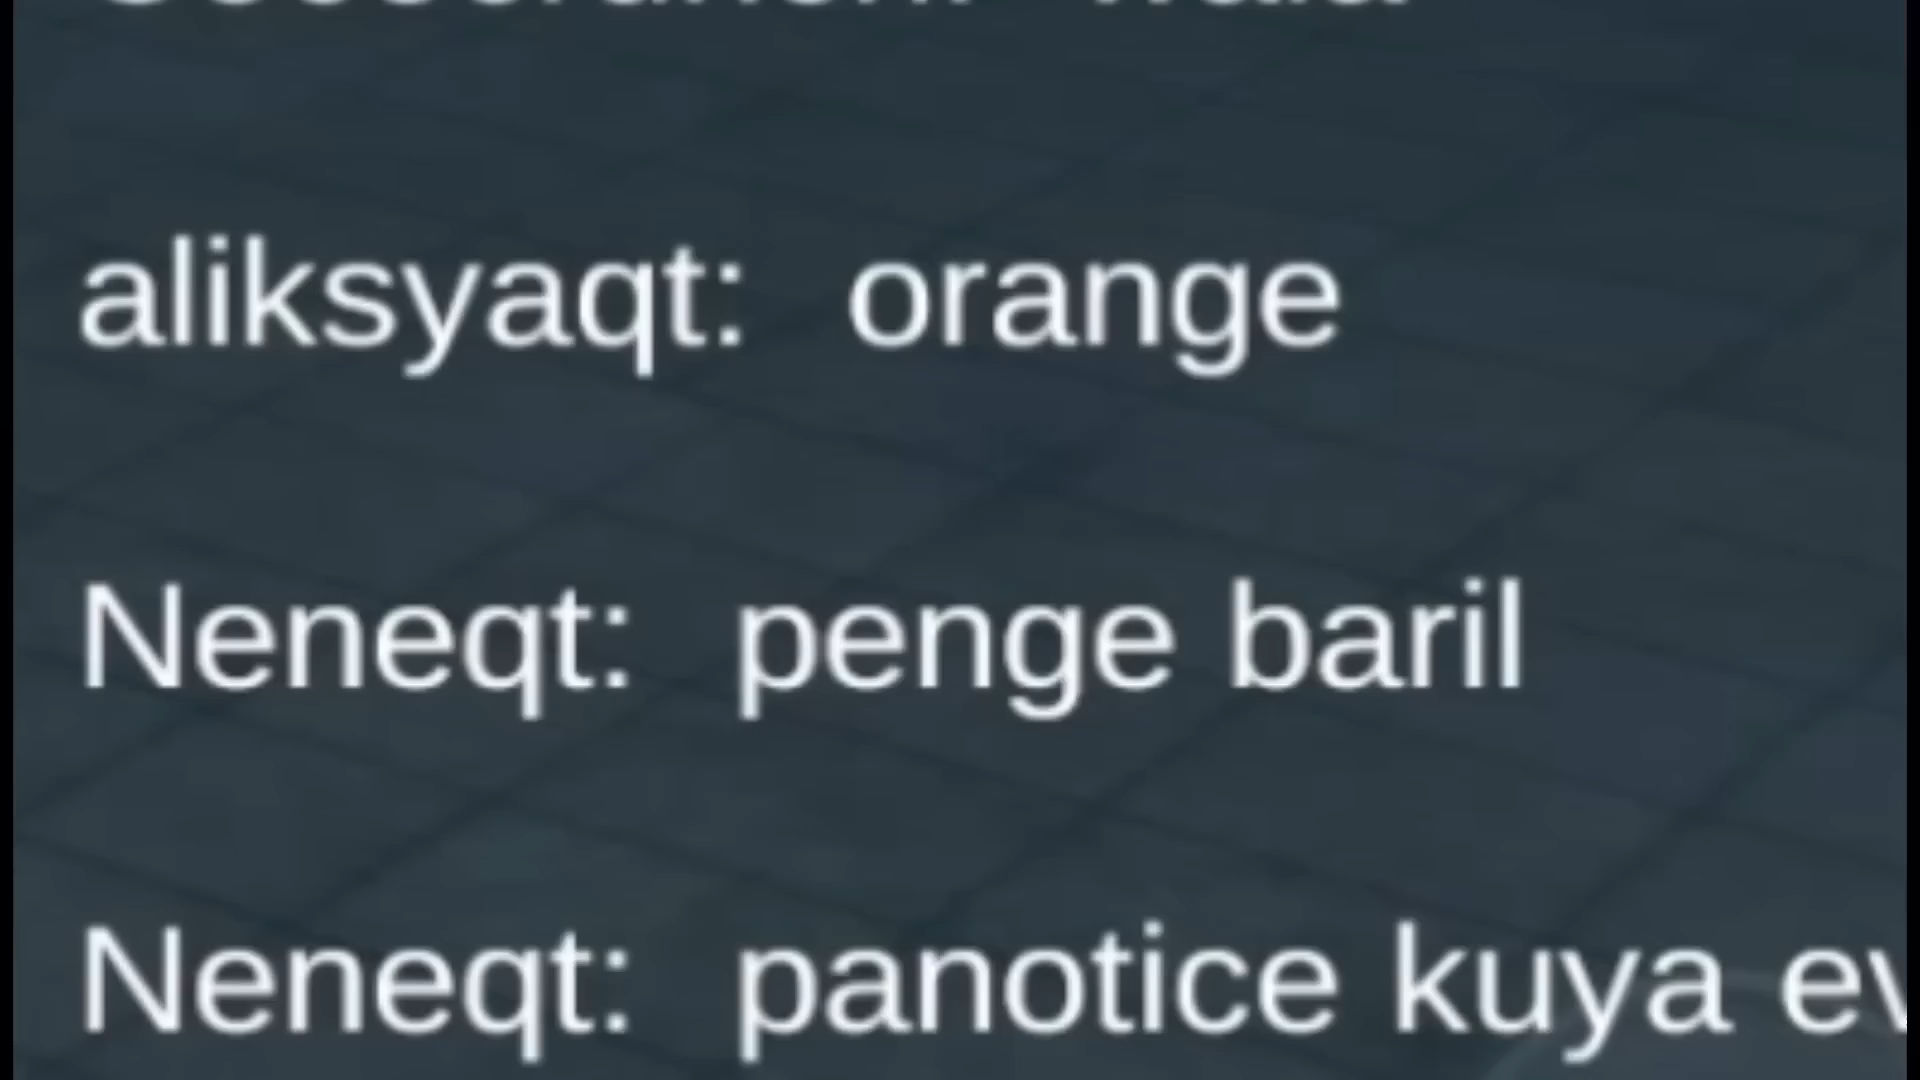 aliksyaqt: orange
Neneqt: penge baril
Neneqt: panotice kuya